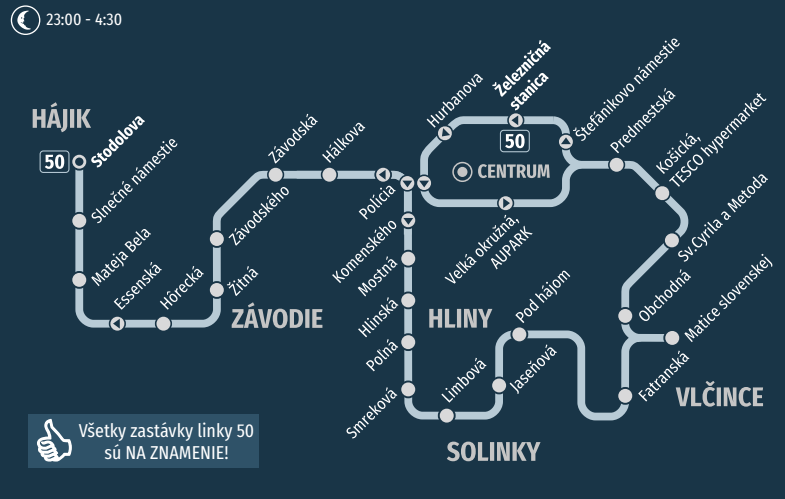 23:00 - 4:30
HÁJIK
50
Stodolova
Slnečné námestie
Mateja Bela
Essenská
Hôrecká
Žitná
Závodského
ZÁVODIE
Závodská
Hálkova
Polícia
Hurbanova
Železničná
stanica
50
CENTRUM
Štefánikovo námestie
Predmestská
Košická,
TESCO hypermarket
Sv.Cyrila a Metoda
Veľká okružná,
AUPARK
Komenského
Mostná
Hlinská
Poľná
Smreková
HLINY
Limbová
Jaseňová
Pod hájom
SOLINKY
Obchodná
Matice slovenskej
Fatranská
VLČINCE
Všetky zastávky linky 50
sú NA ZNAMENIE!